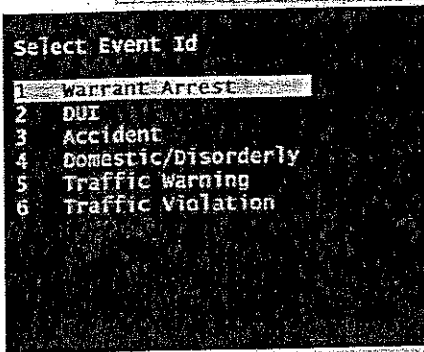 Select Event Id
1 Warrant Arrest
2 DUI
3 Accident
4 Domestic/Disorderly
5 Traffic Warning
6 Traffic Violation